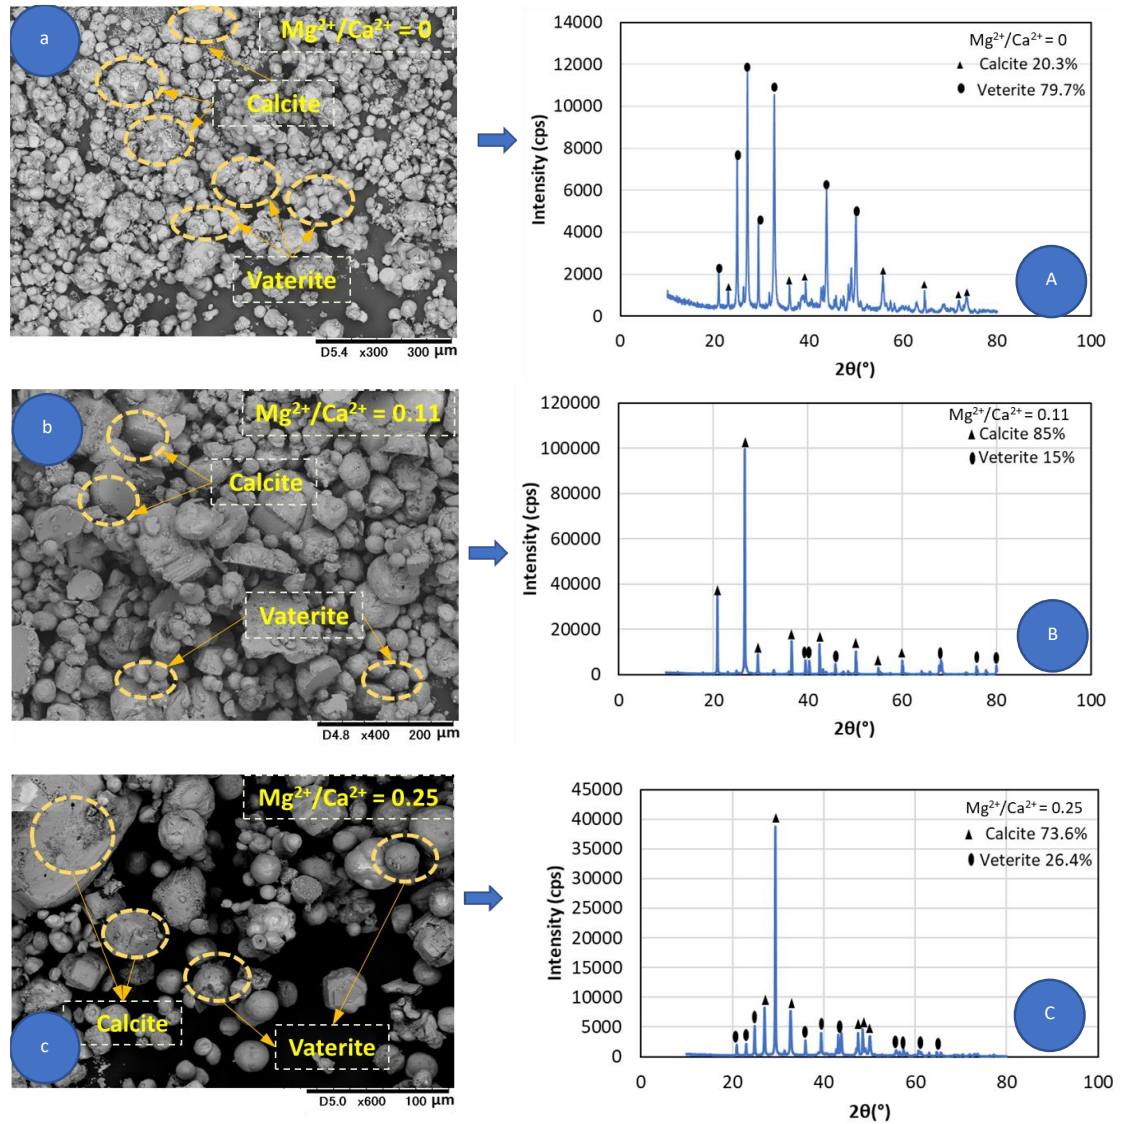 a
Mg²⁺/Ca²⁺ = 0
Calcite
Vaterite
D5.4 x300 300 µm
14000
12000
10000
8000
6000
4000
2000
0
Intensity (cps)
Mg²⁺/Ca²⁺ = 0
▲ Calcite 20.3%
● Veterite 79.7%
A
0 20 40 60 80 100
2θ(°)
b
Mg²⁺/Ca²⁺ = 0.11
Calcite
Vaterite
D4.8 x400 200 µm
120000
100000
80000
60000
40000
20000
0
Intensity (cps)
Mg²⁺/Ca²⁺ = 0.11
▲ Calcite 85%
● Veterite 15%
B
0 20 40 60 80 100
2θ(°)
Mg²⁺/Ca²⁺ = 0.25
Calcite
Vaterite
c
D5.0 x600 100 µm
45000
40000
35000
30000
25000
20000
15000
10000
5000
0
Intensity (cps)
Mg²⁺/Ca²⁺ = 0.25
▲ Calcite 73.6%
● Veterite 26.4%
C
0 20 40 60 80 100
2θ(°)